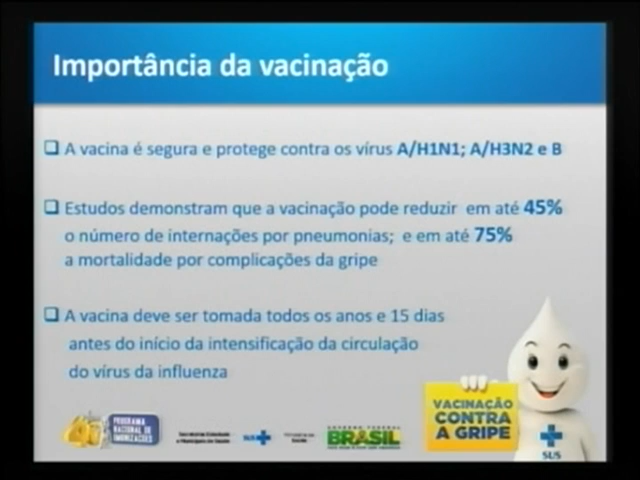 Importância da vacinação
❑ A vacina é segura e protege contra os vírus A/H1N1; A/H3N2 e B
❑ Estudos demonstram que a vacinação pode reduzir em até 45%
o número de internações por pneumonias; e em até 75%
a mortalidade por complicações da gripe
❑ A vacina deve ser tomada todos os anos e 15 dias
antes do início da intensificação da circulação
do vírus da influenza
PROGRAMA
NACIONAL DE
IMUNIZAÇÕES
SUS
GOVERNO FEDERAL
BRASIL
VACINAÇÃO
CONTRA
A GRIPE
SUS